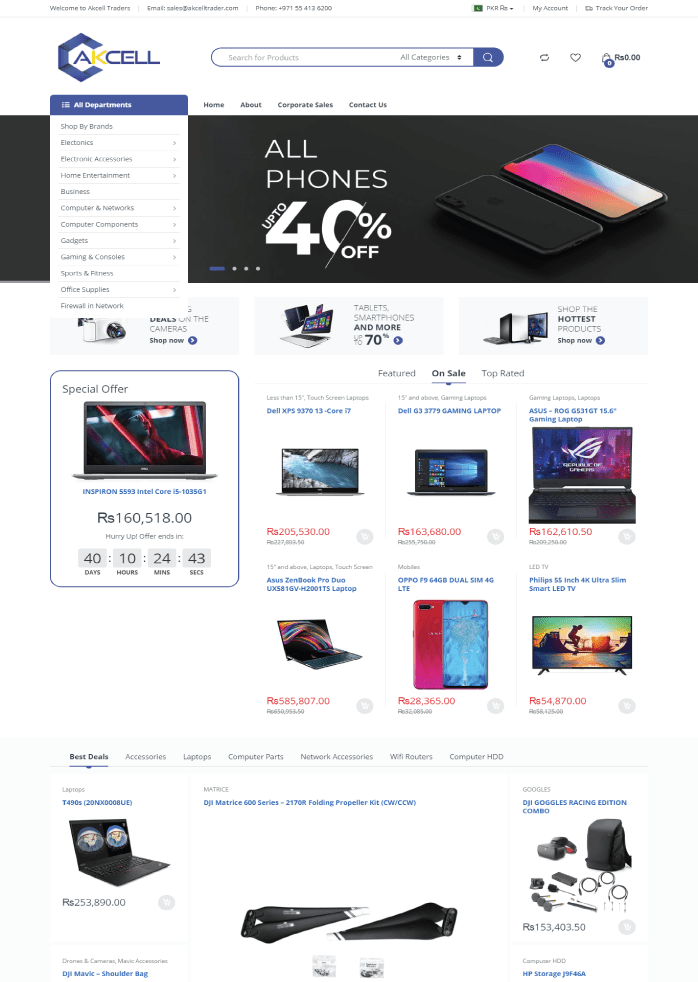 Welcome to Akcell Traders
Email: sales@akcelltrader.com
Phone: +971 55 413 6200
PKR ₨
My Account
Track Your Order
AKCELL
Search for Products
All Categories
0
₨0.00
All Departments
Home
About
Corporate Sales
Contact Us
Shop By Brands
Electonics
Electronic Accessories
Home Entertainment
Business
Computer & Networks
Computer Components
Gadgets
Gaming & Consoles
Sports & Fitness
Office Supplies
Firewall in Network
ALL
PHONES
UPTO
40%
OFF
G
DEALS ON THE
CAMERAS
Shop now
TABLETS,
SMARTPHONES
AND MORE
UP TO 70%
SHOP THE
HOTTEST
PRODUCTS
Shop now
Special Offer
INSPIRON 5593 Intel Core i5-1035G1
₨160,518.00
Hurry Up! Offer ends in:
40 : 10 : 24 : 43
DAYS HOURS MINS SECS
Featured
On Sale
Top Rated
Less than 15", Touch Screen Laptops
Dell XPS 9370 13 -Core i7
₨205,530.00
₨227,803.50
15" and above, Gaming Laptops
Dell G3 3779 GAMING LAPTOP
₨163,680.00
₨255,750.00
Gaming Laptops, Laptops
ASUS – ROG G531GT 15.6"
Gaming Laptop
REPUBLIC OF
GAMERS
₨162,610.50
₨209,250.00
15" and above, Laptops, Touch Screen
Asus ZenBook Pro Duo
UX581GV-H2001TS Laptop
₨585,807.00
₨650,953.50
Mobiles
OPPO F9 64GB DUAL SIM 4G
LTE
₨28,365.00
₨32,085.00
LED TV
Philips 55 Inch 4K Ultra Slim
Smart LED TV
₨54,870.00
₨58,125.00
Best Deals
Accessories
Laptops
Computer Parts
Network Accessories
Wifi Routers
Computer HDD
Laptops
T490s (20NX0008UE)
₨253,890.00
MATRICE
DJI Matrice 600 Series – 2170R Folding Propeller Kit (CW/CCW)
GOOGLES
DJI GOGGLES RACING EDITION
COMBO
₨153,403.50
Drones & Cameras, Mavic Accessories
DJI Mavic – Shoulder Bag
Computer HDD
HP Storage J9F46A